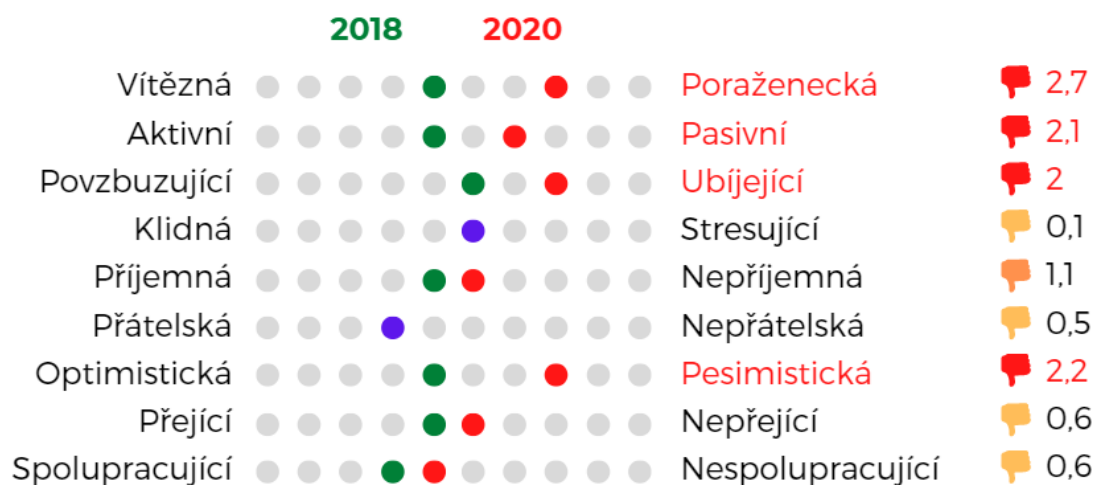 2018 2020
Vítězná Poraženecká 2,7
Aktivní Pasivní 2,1
Povzbuzující Ubíjející 2
Klidná Stresující 0,1
Příjemná Nepříjemná 1,1
Přátelská Nepřátelská 0,5
Optimistická Pesimistická 2,2
Přející Nepřející 0,6
Spolupracující Nespolupracující 0,6